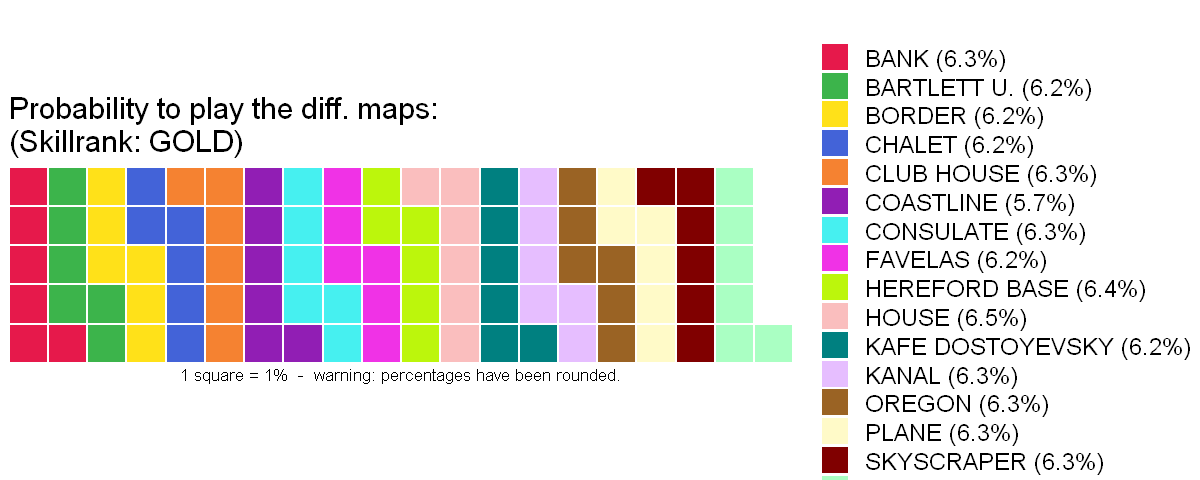 Probability to play the diff. maps:
(Skillrank: GOLD)
1 square = 1%  -  warning: percentages have been rounded.
BANK (6.3%)
BARTLETT U. (6.2%)
BORDER (6.2%)
CHALET (6.2%)
CLUB HOUSE (6.3%)
COASTLINE (5.7%)
CONSULATE (6.3%)
FAVELAS (6.2%)
HEREFORD BASE (6.4%)
HOUSE (6.5%)
KAFE DOSTOYEVSKY (6.2%)
KANAL (6.3%)
OREGON (6.3%)
PLANE (6.3%)
SKYSCRAPER (6.3%)